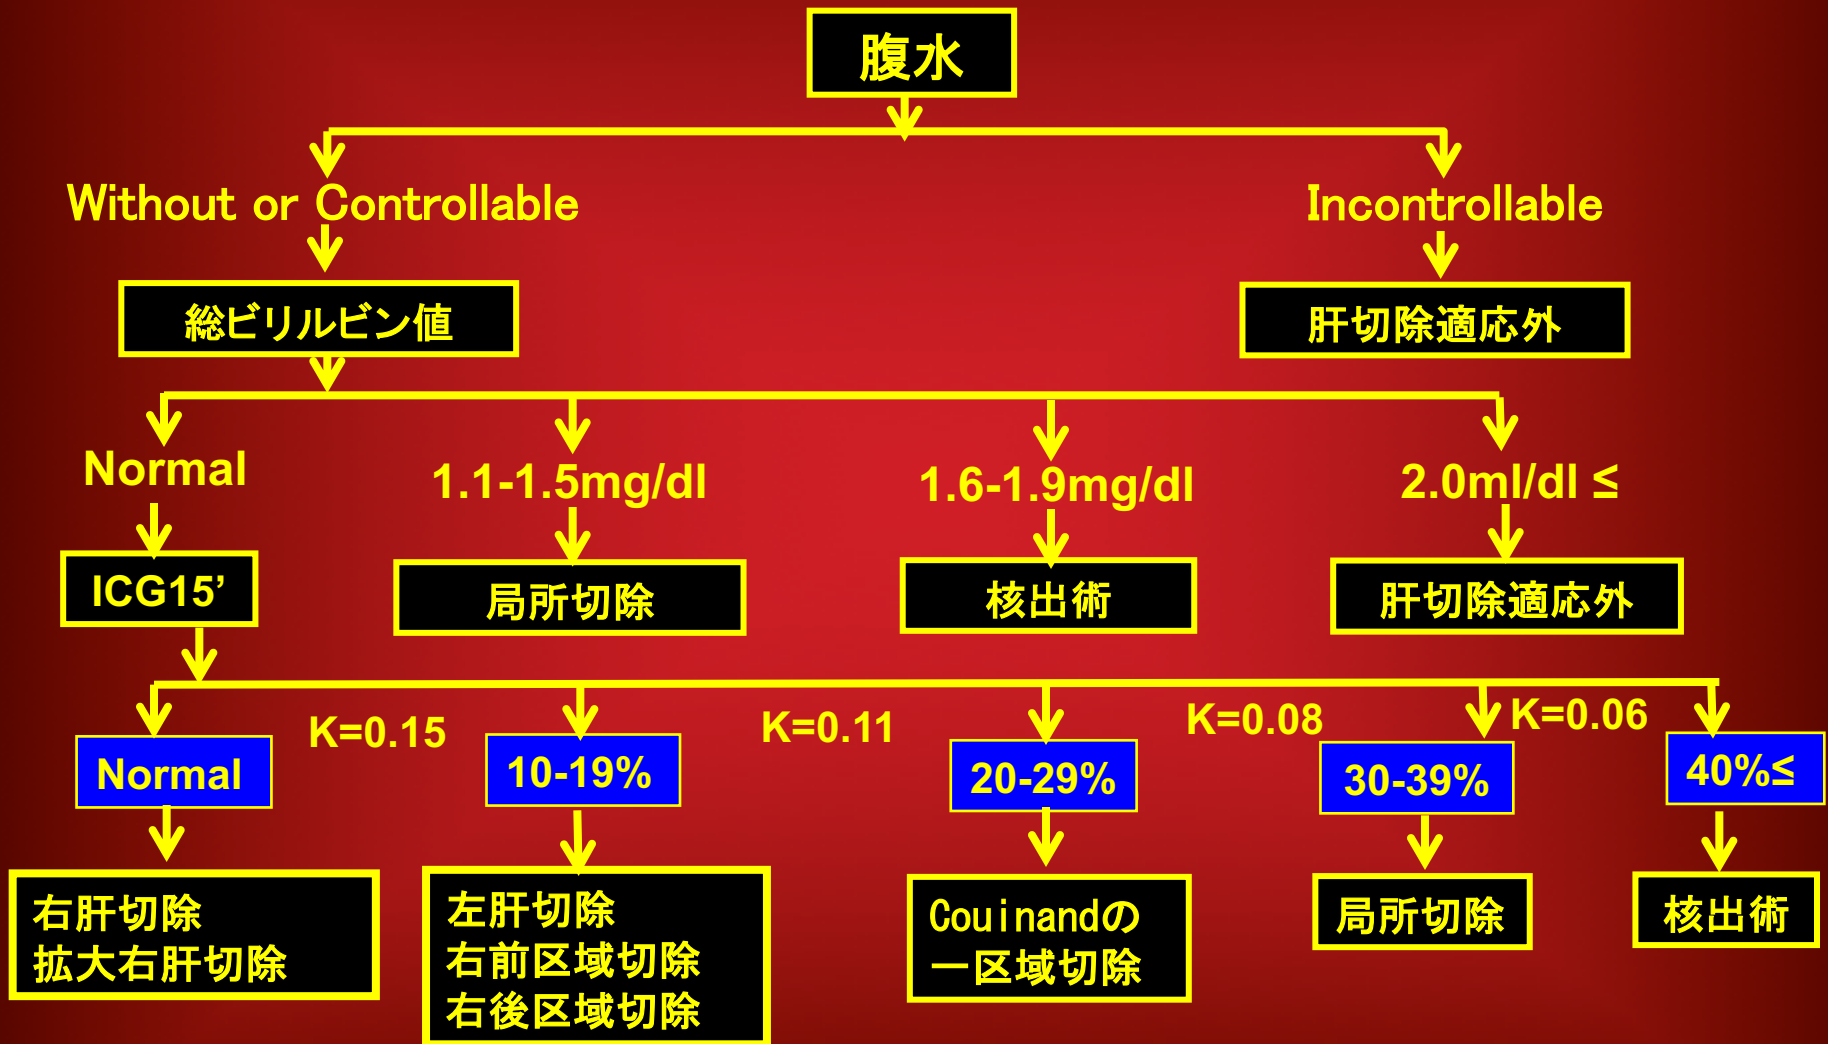 腹水
Without or Controllable
Incontrollable
総ビリルビン値
肝切除適応外
Normal
1.1-1.5mg/dl
1.6-1.9mg/dl
2.0ml/dl ≤
ICG15’
局所切除
核出術
肝切除適応外
K=0.15
K=0.11
K=0.08
K=0.06
Normal
10-19%
20-29%
30-39%
40%≤
右肝切除
拡大右肝切除
左肝切除
右前区域切除
右後区域切除
Couinandの
一区域切除
局所切除
核出術